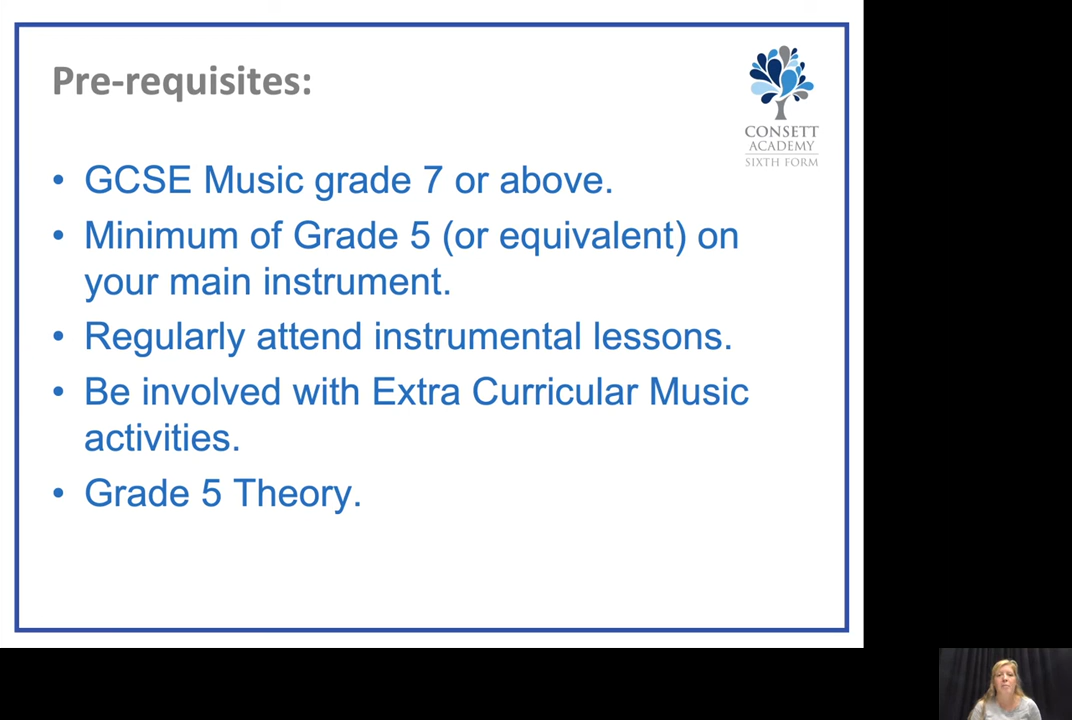 Pre-requisites:
CONSETT
ACADEMY
SIXTH FORM
• GCSE Music grade 7 or above.
• Minimum of Grade 5 (or equivalent) on
your main instrument.
• Regularly attend instrumental lessons.
• Be involved with Extra Curricular Music
activities.
• Grade 5 Theory.